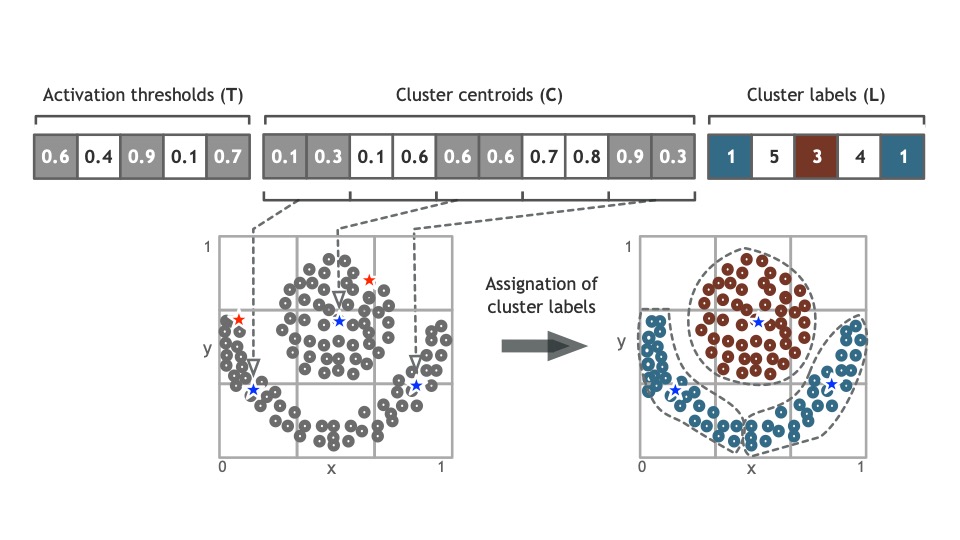 Activation thresholds (T)
Cluster centroids (C)
Cluster labels (L)
0.6 0.4 0.9 0.1 0.7
0.1 0.3 0.1 0.6 0.6 0.6 0.7 0.8 0.9 0.3
1 5 3 4 1
1
y
0 x 1
Assignation of
cluster labels
1
y
0 x 1